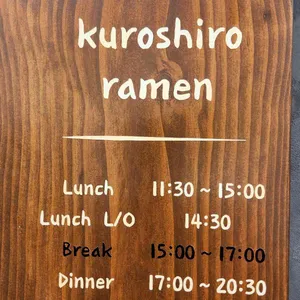 kuroshiro
ramen
Lunch 11:30 ~ 15:00
Lunch L/O 14:30
Break 15:00 ~ 17:00
Dinner 17:00 ~ 20:30